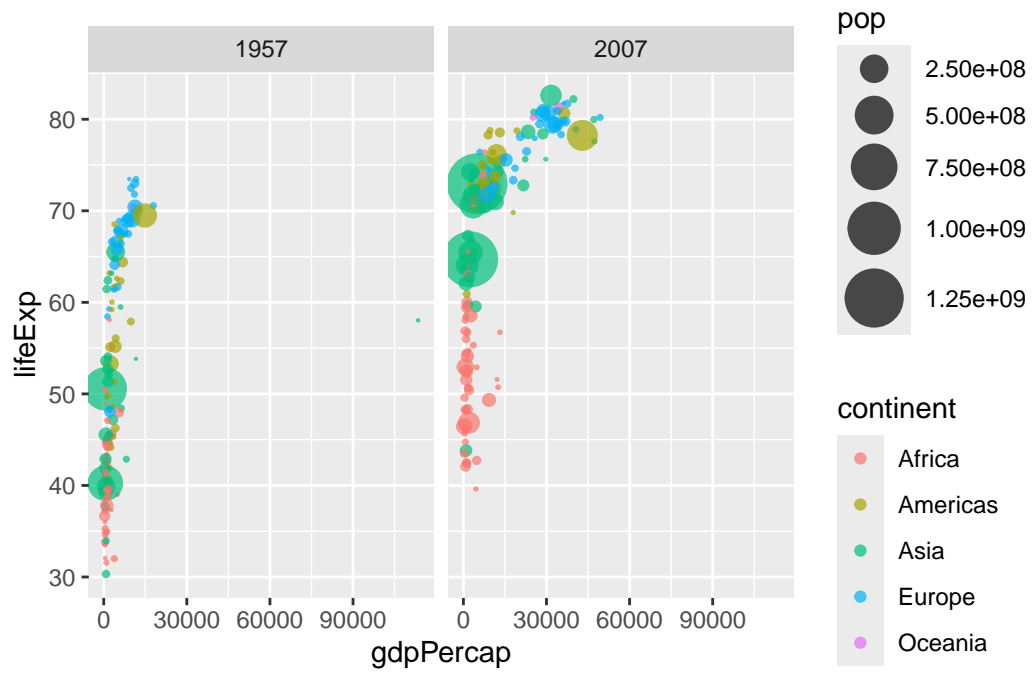 1957
2007
80
70
60
50
40
30
lifeExp
0 30000 60000 90000
0 30000 60000 90000
gdpPercap
pop
2.50e+08
5.00e+08
7.50e+08
1.00e+09
1.25e+09
continent
Africa
Americas
Asia
Europe
Oceania